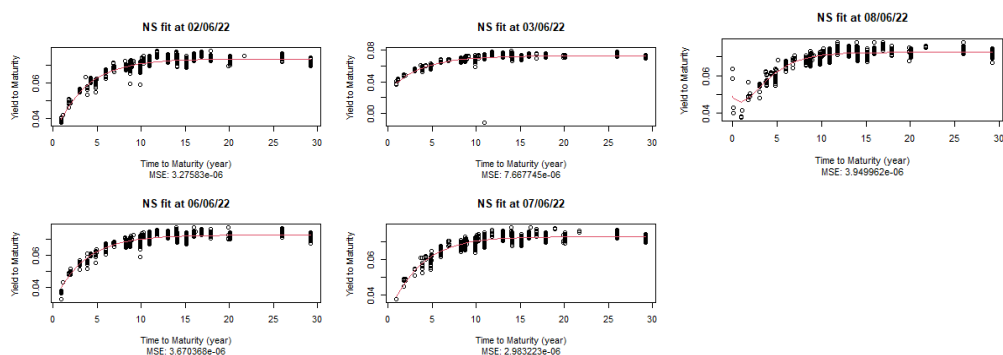 NS fit at 02/06/22
Yield to Maturity
0.04 0.06
0 5 10 15 20 25 30
Time to Maturity (year)
MSE: 3.27583e-06
NS fit at 03/06/22
Yield to Maturity
0.00 0.04 0.08
0 5 10 15 20 25 30
Time to Maturity (year)
MSE: 7.667745e-06
NS fit at 08/06/22
Yield to Maturity
0.04 0.06
0 5 10 15 20 25 30
Time to Maturity (year)
MSE: 3.949962e-06
NS fit at 06/06/22
Yield to Maturity
0.04 0.06
0 5 10 15 20 25 30
Time to Maturity (year)
MSE: 3.670368e-06
NS fit at 07/06/22
Yield to Maturity
0.04 0.06
0 5 10 15 20 25 30
Time to Maturity (year)
MSE: 2.983223e-06